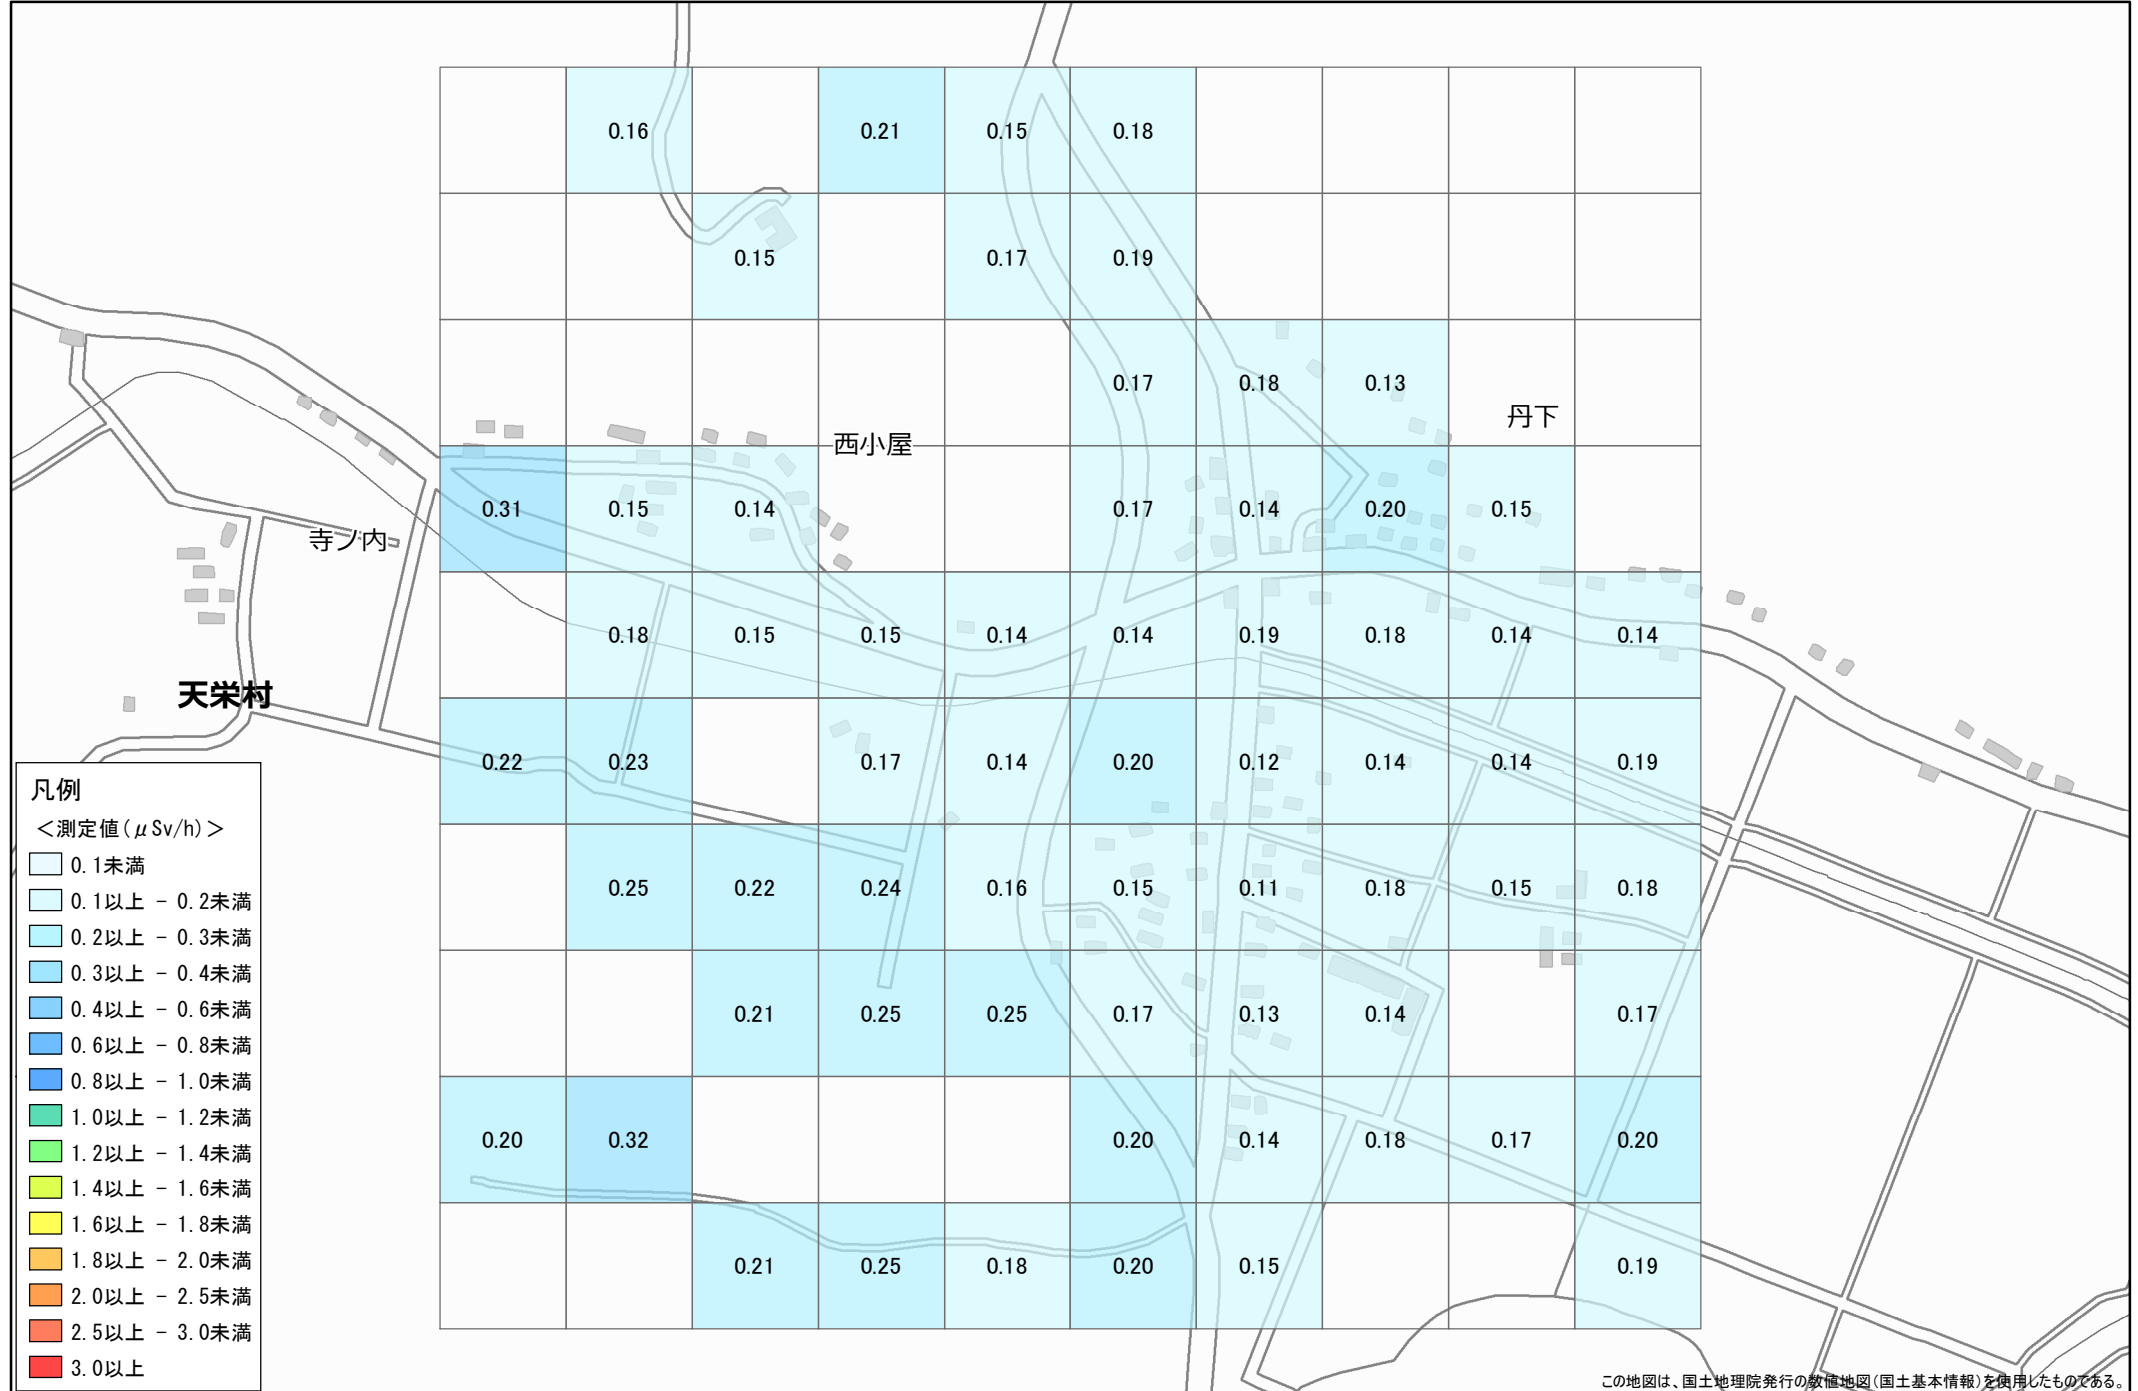 0.16 0.21 0.15 0.18
0.15 0.17 0.19
0.17 0.18 0.13
丹下
西小屋
0.31 0.15 0.14 0.17 0.14 0.20 0.15
寺ノ内
0.18 0.15 0.15 0.14 0.14 0.19 0.18 0.14 0.14
天栄村
0.22 0.23 0.17 0.14 0.20 0.12 0.14 0.14 0.19
0.25 0.22 0.24 0.16 0.15 0.11 0.18 0.15 0.18
0.21 0.25 0.25 0.17 0.13 0.14 0.17
0.20 0.32 0.20 0.14 0.18 0.17 0.20
0.21 0.25 0.18 0.20 0.15 0.19
凡例
＜測定値(μSv/h)＞
0.1未満
0.1以上 - 0.2未満
0.2以上 - 0.3未満
0.3以上 - 0.4未満
0.4以上 - 0.6未満
0.6以上 - 0.8未満
0.8以上 - 1.0未満
1.0以上 - 1.2未満
1.2以上 - 1.4未満
1.4以上 - 1.6未満
1.6以上 - 1.8未満
1.8以上 - 2.0未満
2.0以上 - 2.5未満
2.5以上 - 3.0未満
3.0以上
この地図は、国土地理院発行の数値地図(国土基本情報)を使用したものである。